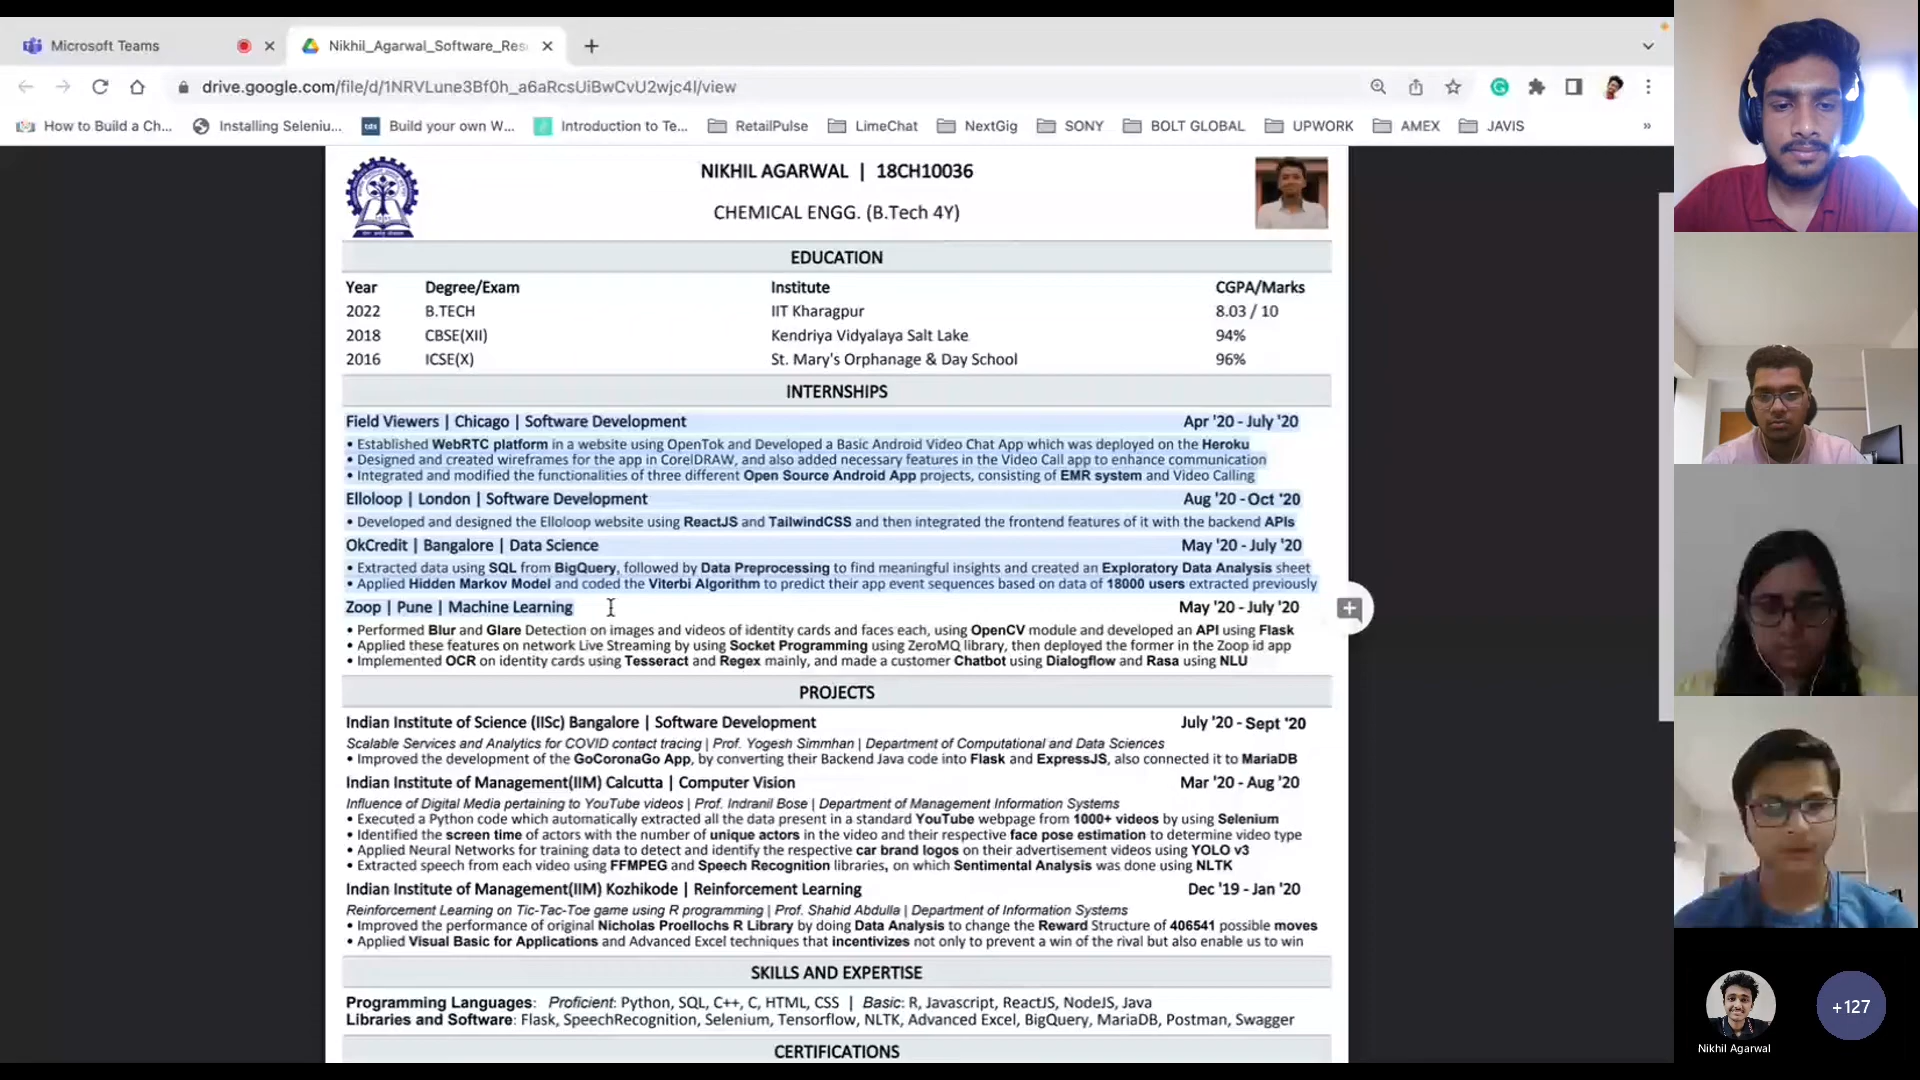 Microsoft Teams
Nikhil_Agarwal_Software_Res
drive.google.com/file/d/1NRVLune3Bf0h_a6aRcsUiBwCvU2wjc4l/view
How to Build a Ch... Installing Seleniu... Build your own W... Introduction to Te... RetailPulse LimeChat NextGig SONY BOLT GLOBAL UPWORK AMEX JAVIS »
NIKHIL AGARWAL | 18CH10036
CHEMICAL ENGG. (B.Tech 4Y)
EDUCATION
Year Degree/Exam Institute CGPA/Marks
2022 B.TECH IIT Kharagpur 8.03 / 10
2018 CBSE(XII) Kendriya Vidyalaya Salt Lake 94%
2016 ICSE(X) St. Mary's Orphanage & Day School 96%
INTERNSHIPS
Field Viewers | Chicago | Software Development Apr '20 - July '20
• Established WebRTC platform in a website using OpenTok and Developed a Basic Android Video Chat App which was deployed on the Heroku
• Designed and created wireframes for the app in CorelDRAW, and also added necessary features in the Video Call app to enhance communication
• Integrated and modified the functionalities of three different Open Source Android App projects, consisting of EMR system and Video Calling
Elloloop | London | Software Development Aug '20 - Oct '20
• Developed and designed the Elloloop website using ReactJS and TailwindCSS and then integrated the frontend features of it with the backend APIs
OkCredit | Bangalore | Data Science May '20 - July '20
• Extracted data using SQL from BigQuery, followed by Data Preprocessing to find meaningful insights and created an Exploratory Data Analysis sheet
• Applied Hidden Markov Model and coded the Viterbi Algorithm to predict their app event sequences based on data of 18000 users extracted previously
Zoop | Pune | Machine Learning May '20 - July '20
• Performed Blur and Glare Detection on images and videos of identity cards and faces each, using OpenCV module and developed an API using Flask
• Applied these features on network Live Streaming by using Socket Programming using ZeroMQ library, then deployed the former in the Zoop id app
• Implemented OCR on identity cards using Tesseract and Regex mainly, and made a customer Chatbot using Dialogflow and Rasa using NLU
PROJECTS
Indian Institute of Science (IISc) Bangalore | Software Development July '20 - Sept '20
Scalable Services and Analytics for COVID contact tracing | Prof. Yogesh Simmhan | Department of Computational and Data Sciences
• Improved the development of the GoCoronaGo App, by converting their Backend Java code into Flask and ExpressJS, also connected it to MariaDB
Indian Institute of Management(IIM) Calcutta | Computer Vision Mar '20 - Aug '20
Influence of Digital Media pertaining to YouTube videos | Prof. Indranil Bose | Department of Management Information Systems
• Executed a Python code which automatically extracted all the data present in a standard YouTube webpage from 1000+ videos by using Selenium
• Identified the screen time of actors with the number of unique actors in the video and their respective face pose estimation to determine video type
• Applied Neural Networks for training data to detect and identify the respective car brand logos on their advertisement videos using YOLO v3
• Extracted speech from each video using FFMPEG and Speech Recognition libraries, on which Sentimental Analysis was done using NLTK
Indian Institute of Management(IIM) Kozhikode | Reinforcement Learning Dec '19 - Jan '20
Reinforcement Learning on Tic-Tac-Toe game using R programming | Prof. Shahid Abdulla | Department of Information Systems
• Improved the performance of original Nicholas Proellochs R Library by doing Data Analysis to change the Reward Structure of 406541 possible moves
• Applied Visual Basic for Applications and Advanced Excel techniques that incentivizes not only to prevent a win of the rival but also enable us to win
SKILLS AND EXPERTISE
Programming Languages: Proficient: Python, SQL, C++, C, HTML, CSS | Basic: R, Javascript, ReactJS, NodeJS, Java
Libraries and Software: Flask, SpeechRecognition, Selenium, Tensorflow, NLTK, Advanced Excel, BigQuery, MariaDB, Postman, Swagger
CERTIFICATIONS
+127
Nikhil Agarwal